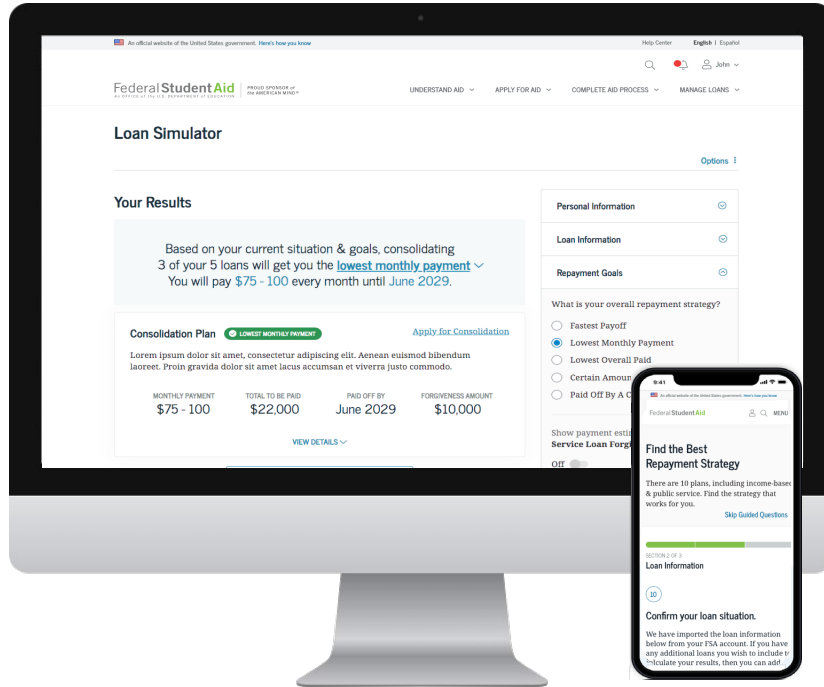 An official website of the United States government. Here's how you know
Help Center English | Español
John
Federal Student Aid
AN OFFICE of the U.S. DEPARTMENT of EDUCATION
PROUD SPONSOR of
the AMERICAN MIND®
UNDERSTAND AID APPLY FOR AID COMPLETE AID PROCESS MANAGE LOANS
Loan Simulator
Options
Your Results
Based on your current situation & goals, consolidating
3 of your 5 loans will get you the lowest monthly payment
You will pay $75 - 100 every month until June 2029.
Consolidation Plan LOWEST MONTHLY PAYMENT Apply for Consolidation
Lorem ipsum dolor sit amet, consectetur adipiscing elit. Aenean euismod bibendum
laoreet. Proin gravida dolor sit amet lacus accumsan et viverra justo commodo.
MONTHLY PAYMENT TOTAL TO BE PAID PAID OFF BY FORGIVENESS AMOUNT
$75 - 100 $22,000 June 2029 $10,000
VIEW DETAILS
Personal Information
Loan Information
Repayment Goals
What is your overall repayment strategy?
Fastest Payoff
Lowest Monthly Payment
Lowest Overall Paid
Certain Amoun
Paid Off By A C
Show payment esti
Service Loan Forgi
Off
9:41
An official website of the United States government. Here's how you know
Federal Student Aid MENU
Find the Best
Repayment Strategy
There are 10 plans, including income-based
& public service. Find the strategy that
works for you.
Skip Guided Questions
SECTION 2 OF 3
Loan Information
10
Confirm your loan situation.
We have imported the loan information
below from your FSA account. If you have
any additional loans you wish to include to
calculate your results, then you can add